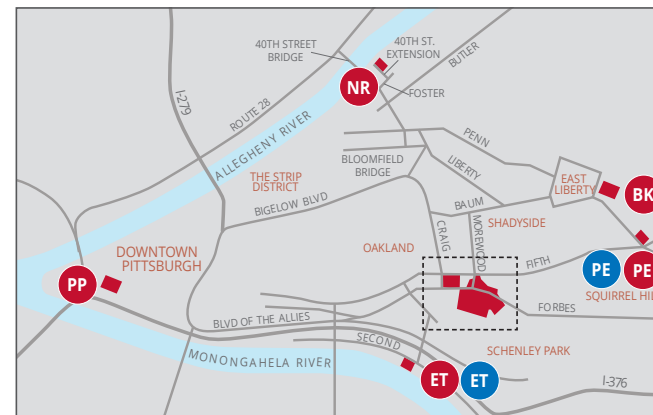 40TH STREET
BRIDGE
40TH ST.
EXTENSION
BUTLER
NR
FOSTER
I-279
ROUTE 28
ALLEGHENY RIVER
PENN
BLOOMFIELD
BRIDGE
LIBERTY
THE STRIP
DISTRICT
EAST
LIBERTY
BK
BIGELOW BLVD
BAUM
SHADYSIDE
CRAIG
MOREWOOD
OAKLAND
DOWNTOWN
PITTSBURGH
FIFTH
PE
PE
PP
SQUIRREL HIL
FORBES
BLVD OF THE ALLIES
SECOND
MONONGAHELA RIVER
SCHENLEY PARK
ET
ET
I-376